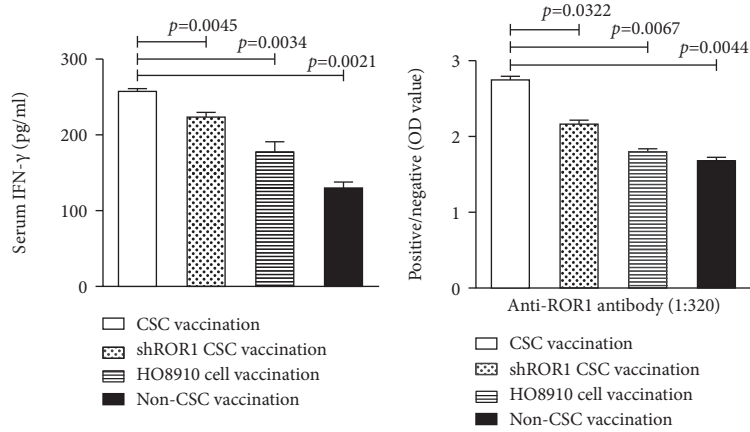 p=0.0045
p=0.0034
p=0.0021
300
200
100
0
Serum IFN-γ (pg/ml)
CSC vaccination
shROR1 CSC vaccination
HO8910 cell vaccination
Non-CSC vaccination
p=0.0322
p=0.0067
p=0.0044
3
2
1
0
Positive/negative (OD value)
Anti-ROR1 antibody (1:320)
CSC vaccination
shROR1 CSC vaccination
HO8910 cell vaccination
Non-CSC vaccination